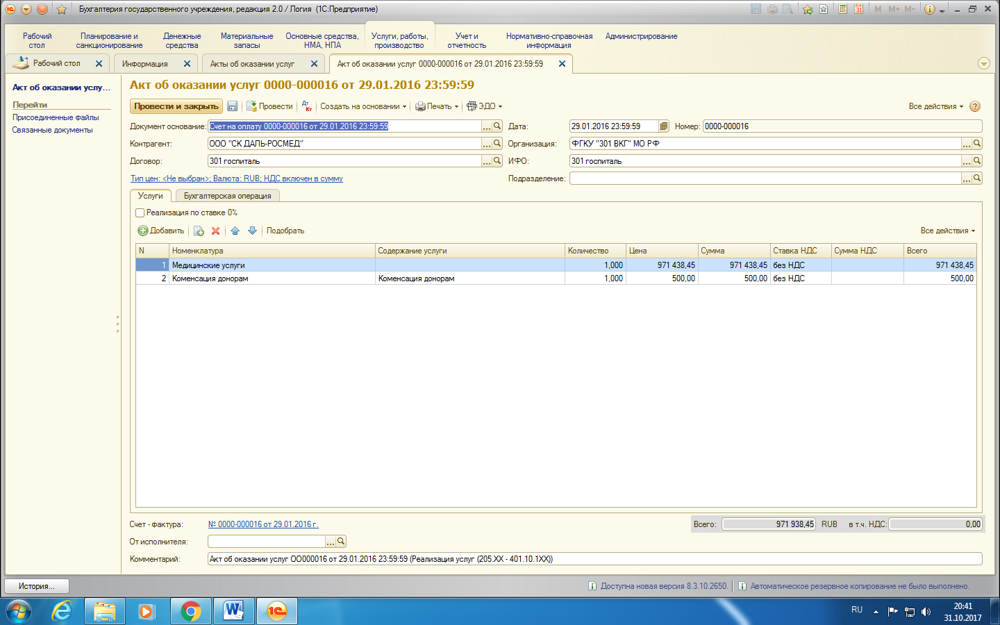 Бухгалтерия государственного учреждения, редакция 2.0 / Логия (1С:Предприятие)
M M+ M-
Рабочий стол
Планирование и санкционирование
Денежные средства
Материальные запасы
Основные средства, НМА, НПА
Услуги, работы, производство
Учет и отчетность
Нормативно-справочная информация
Администрирование
Рабочий стол
Информация
Акты об оказании услуг
Акт об оказании услуг 0000-000016 от 29.01.2016 23:59:59
Акт об оказании услу...
Перейти
Присоединенные файлы
Связанные документы
Акт об оказании услуг 0000-000016 от 29.01.2016 23:59:59
Провести и закрыть Провести Дт Кт Создать на основании Печать ЭДО Все действия ?
Документ основание: Счет на оплату 0000-000016 от 29.01.2016 23:59:59 ... Дата: 29.01.2016 23:59:59 Номер: 0000-000016
Контрагент: ООО "СК ДАЛЬ-РОСМЕД" ... Организация: ФГКУ "301 ВКГ" МО РФ ...
Договор: 301 госпиталь ... ИФО: 301 госпиталь ...
Тип цен: <Не выбран>; Валюта: RUB; НДС включен в сумму Подразделение: ...
Услуги Бухгалтерская операция
Реализация по ставке 0%
Добавить Подобрать Все действия
N Номенклатура Содержание услуги Количество Цена Сумма Ставка НДС Сумма НДС Всего
1 Медицинские услуги 1,000 971 438,45 971 438,45 без НДС 971 438,45
2 Коменсация донорам Коменсация донорам 1,000 500,00 500,00 без НДС 500,00
Счет - фактура: № 0000-000016 от 29.01.2016 г. Всего: 971 938,45 RUB в т.ч. НДС: 0,00
От исполнителя: ...
Комментарий: Акт об оказании услуг ОО000016 от 29.01.2016 23:59:59 (Реализация услуг (205.XX - 401.10.1XX))
История... Доступна новая версия 8.3.10.2650. Автоматическое резервное копирование не было выполнено.
RU 20:41
31.10.2017